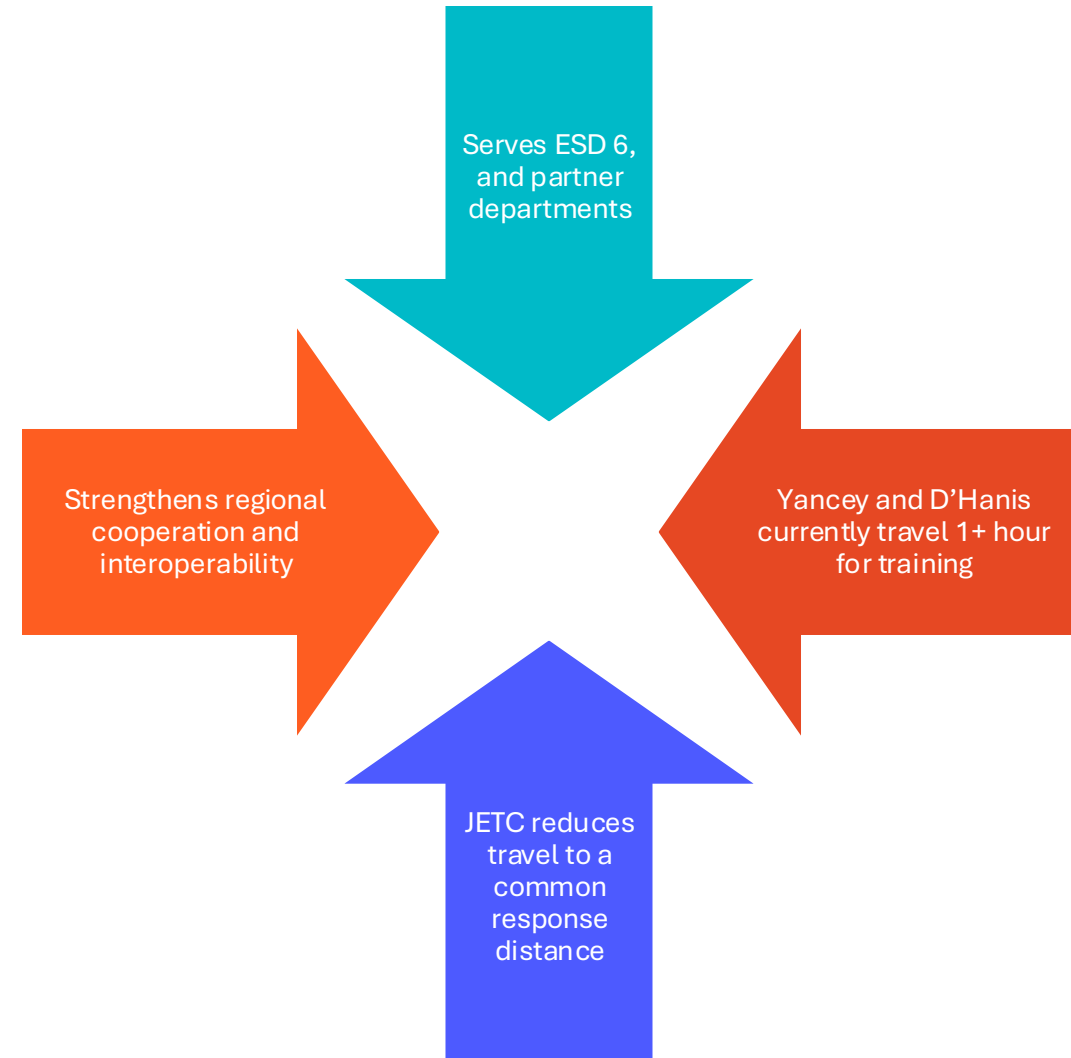 Serves ESD 6,
and partner
departments
Strengthens regional
cooperation and
interoperability
Yancey and D’Hanis
currently travel 1+ hour
for training
JETC reduces
travel to a
common
response
distance